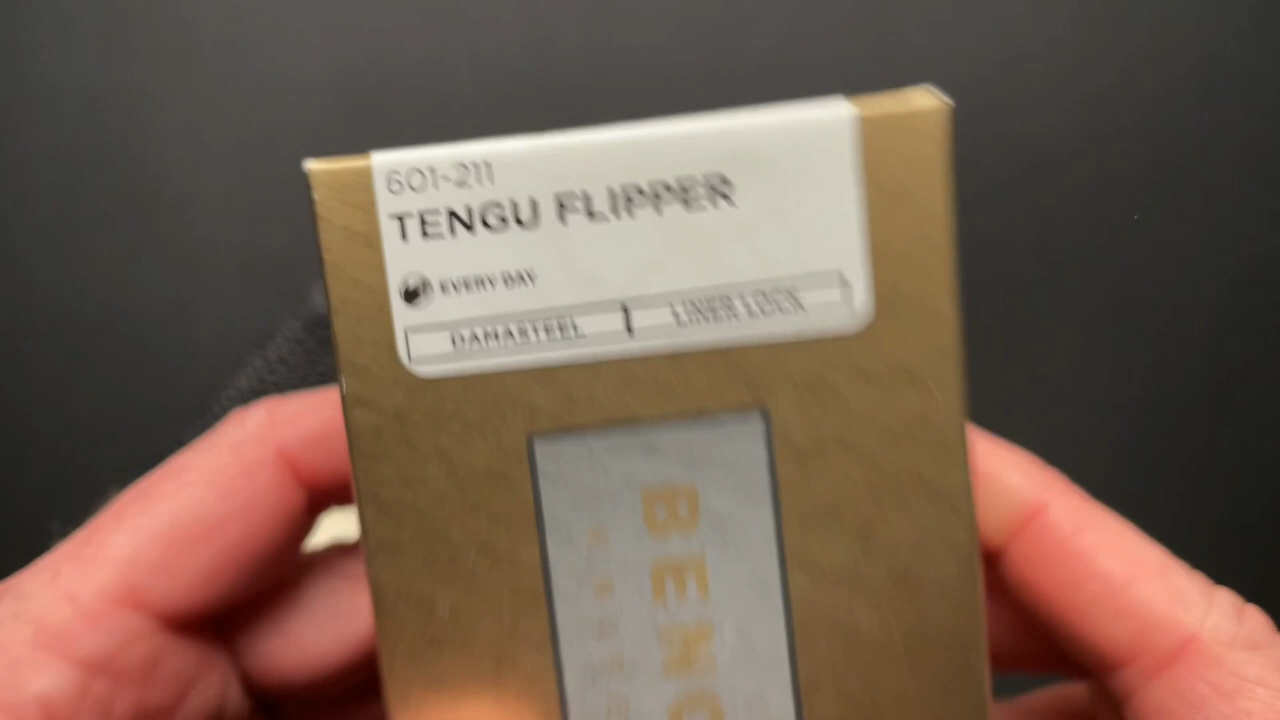 601-211
TENGU FLIPPER
EVERY DAY
DAMASTEEL
LINER LOCK
BENC